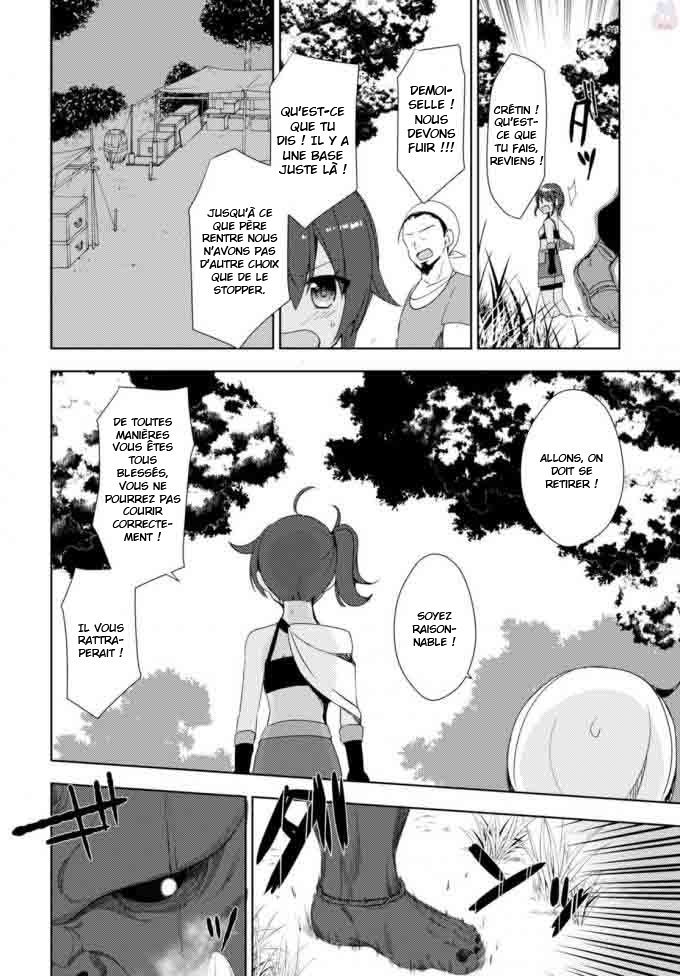 CRÉTIN !
QU'EST-
CE QUE
TU FAIS,
REVIENS !
DEMOI-
SELLE !
NOUS
DEVONS
FUIR !!!
QU'EST-CE
QUE TU
DIS ! IL Y A
UNE BASE
JUSTE LÀ !
JUSQU'À CE
QUE PÈRE
RENTRE NOUS
N'AVONS PAS
D'AUTRE CHOIX
QUE DE LE
STOPPER.
ALLONS, ON
DOIT SE
RETIRER !
SOYEZ
RAISON-
NABLE !
DE TOUTES
MANIÈRES
VOUS ÊTES
TOUS
BLESSÉS,
VOUS NE
POURREZ PAS
COURIR
CORRECTE-
MENT !
IL VOUS
RATTRA-
PERAIT !